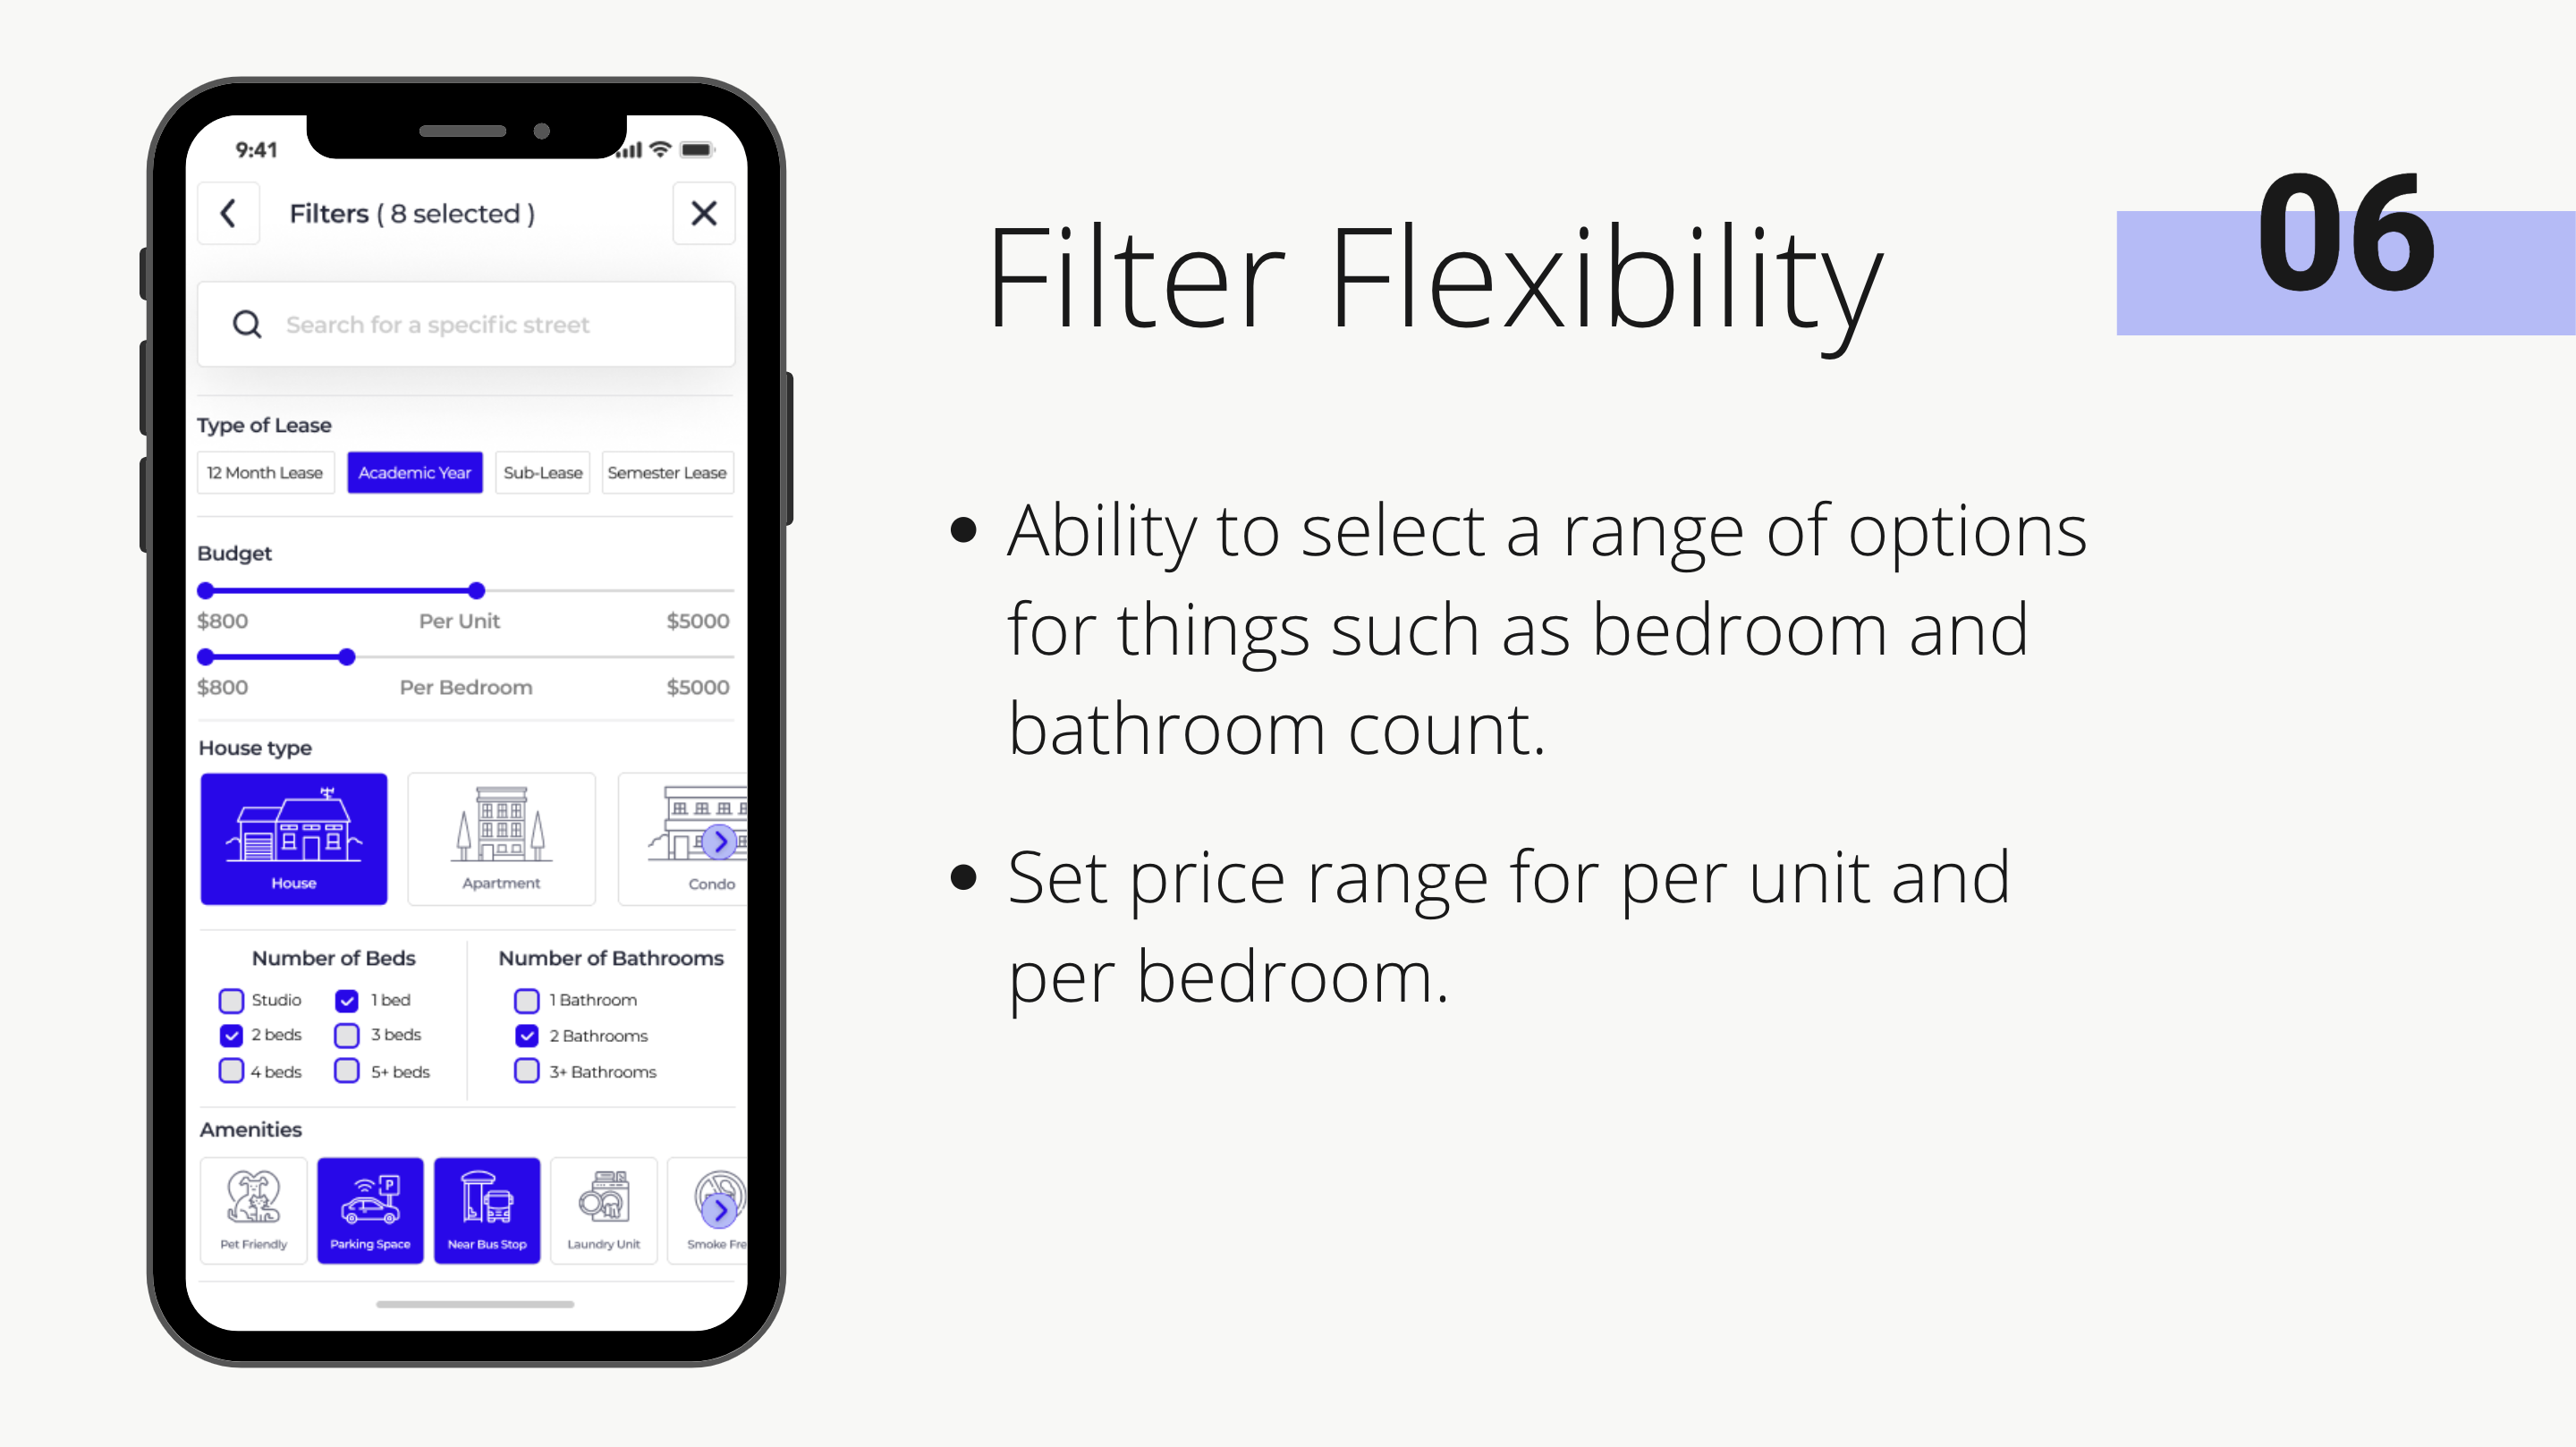 9:41
Filters ( 8 selected )
Search for a specific street
Type of Lease
12 Month Lease
Academic Year
Sub-Lease
Semester Lease
Budget
$800 Per Unit $5000
$800 Per Bedroom $5000
House type
House
Apartment
Condo
Number of Beds
Studio
1 bed
2 beds
3 beds
4 beds
5+ beds
Number of Bathrooms
1 Bathroom
2 Bathrooms
3+ Bathrooms
Amenities
Pet Friendly
P
Parking Space
Near Bus Stop
Laundry Unit
Smoke Fre
Filter Flexibility
06
• Ability to select a range of options
for things such as bedroom and
bathroom count.
• Set price range for per unit and
per bedroom.